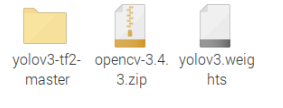 yolov3-tf2- opencv-3.4. yolov3.weig
master 3.zip hts